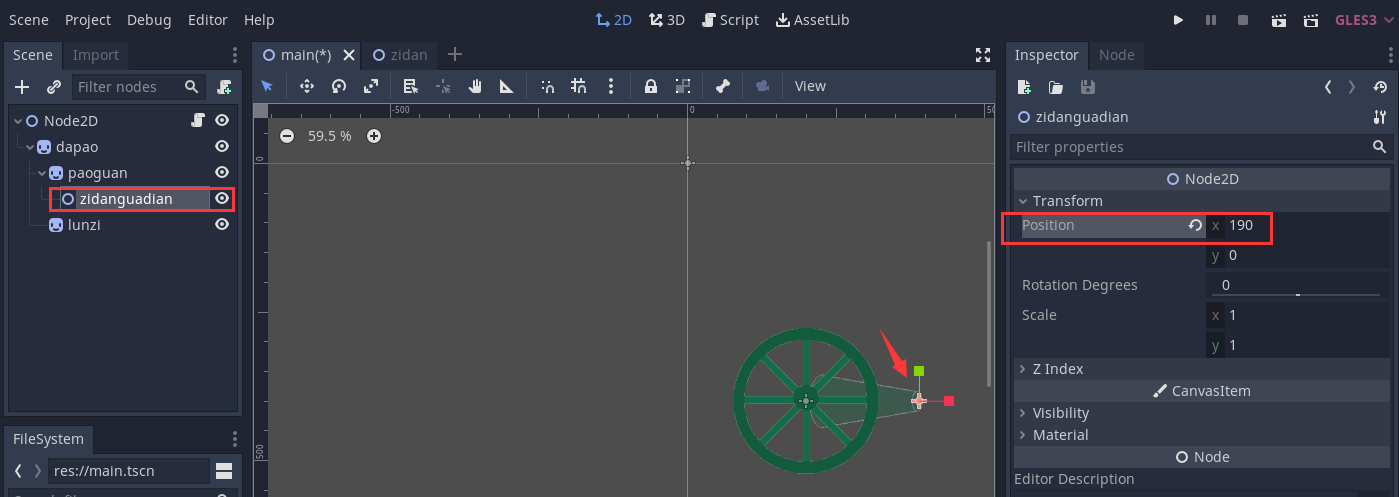 Scene Project Debug Editor Help 2D 3D Script AssetLib GLES3
Scene Import
main(*) zidan
Inspector Node
Filter nodes
View
Node2D
dapao
paoguan
zidanguadian
lunzi
FileSystem
res://main.tscn
-500 0 50
0
500
59.5 %
zidanguadian
Filter properties
Node2D
Transform
Position x 190
y 0
Rotation Degrees 0
Scale x 1
y 1
Z Index
CanvasItem
Visibility
Material
Node
Editor Description